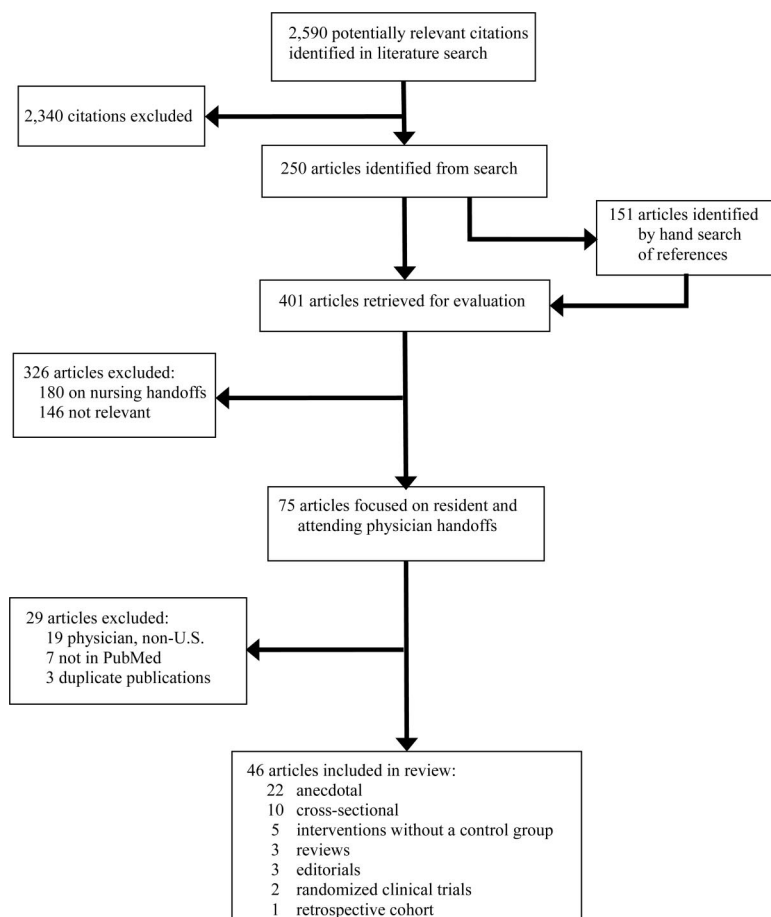 2,590 potentially relevant citations
identified in literature search
2,340 citations excluded
250 articles identified from search
151 articles identified
by hand search
of references
401 articles retrieved for evaluation
326 articles excluded:
180 on nursing handoffs
146 not relevant
75 articles focused on resident and
attending physician handoffs
29 articles excluded:
19 physician, non-U.S.
7 not in PubMed
3 duplicate publications
46 articles included in review:
22 anecdotal
10 cross-sectional
5 interventions without a control group
3 reviews
3 editorials
2 randomized clinical trials
1 retrospective cohort